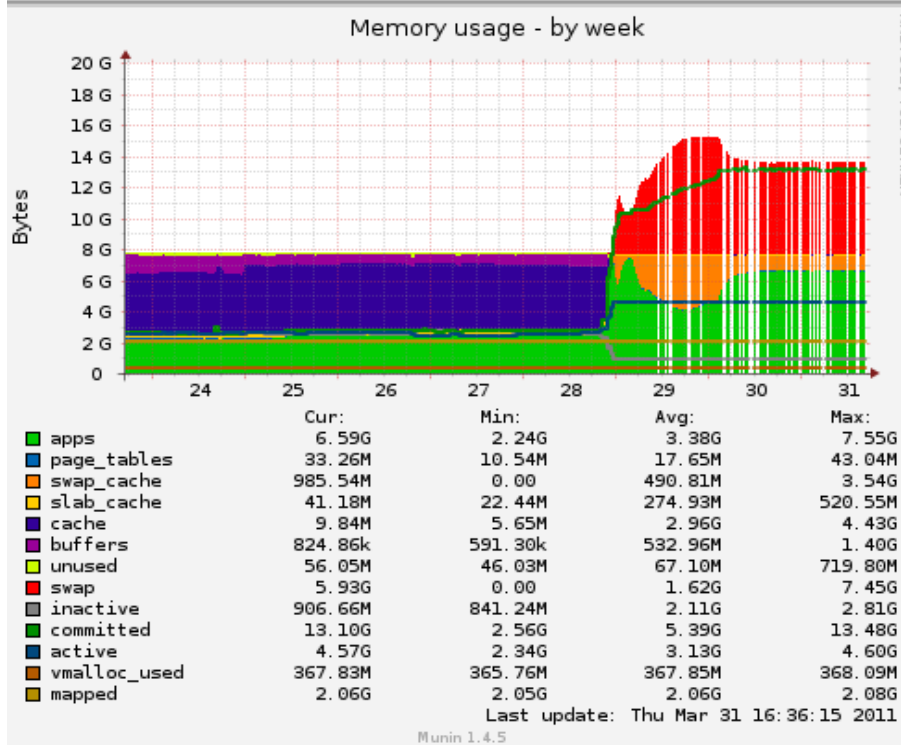 Memory usage - by week
20 G
18 G
16 G
14 G
12 G
10 G
8 G
6 G
4 G
2 G
0
Bytes
24 25 26 27 28 29 30 31
Cur: Min: Avg: Max:
apps 6.59G 2.24G 3.38G 7.55G
page_tables 33.26M 10.54M 17.65M 43.04M
swap_cache 985.54M 0.00 490.81M 3.54G
slab_cache 41.18M 22.44M 274.93M 520.55M
cache 9.84M 5.65M 2.96G 4.43G
buffers 824.86k 591.30k 532.96M 1.40G
unused 56.05M 46.03M 67.10M 719.80M
swap 5.93G 0.00 1.62G 7.45G
inactive 906.66M 841.24M 2.11G 2.81G
committed 13.10G 2.56G 5.39G 13.48G
active 4.57G 2.34G 3.13G 4.60G
vmalloc_used 367.83M 365.76M 367.85M 368.09M
mapped 2.06G 2.05G 2.06G 2.08G
Last update: Thu Mar 31 16:36:15 2011
Munin 1.4.5